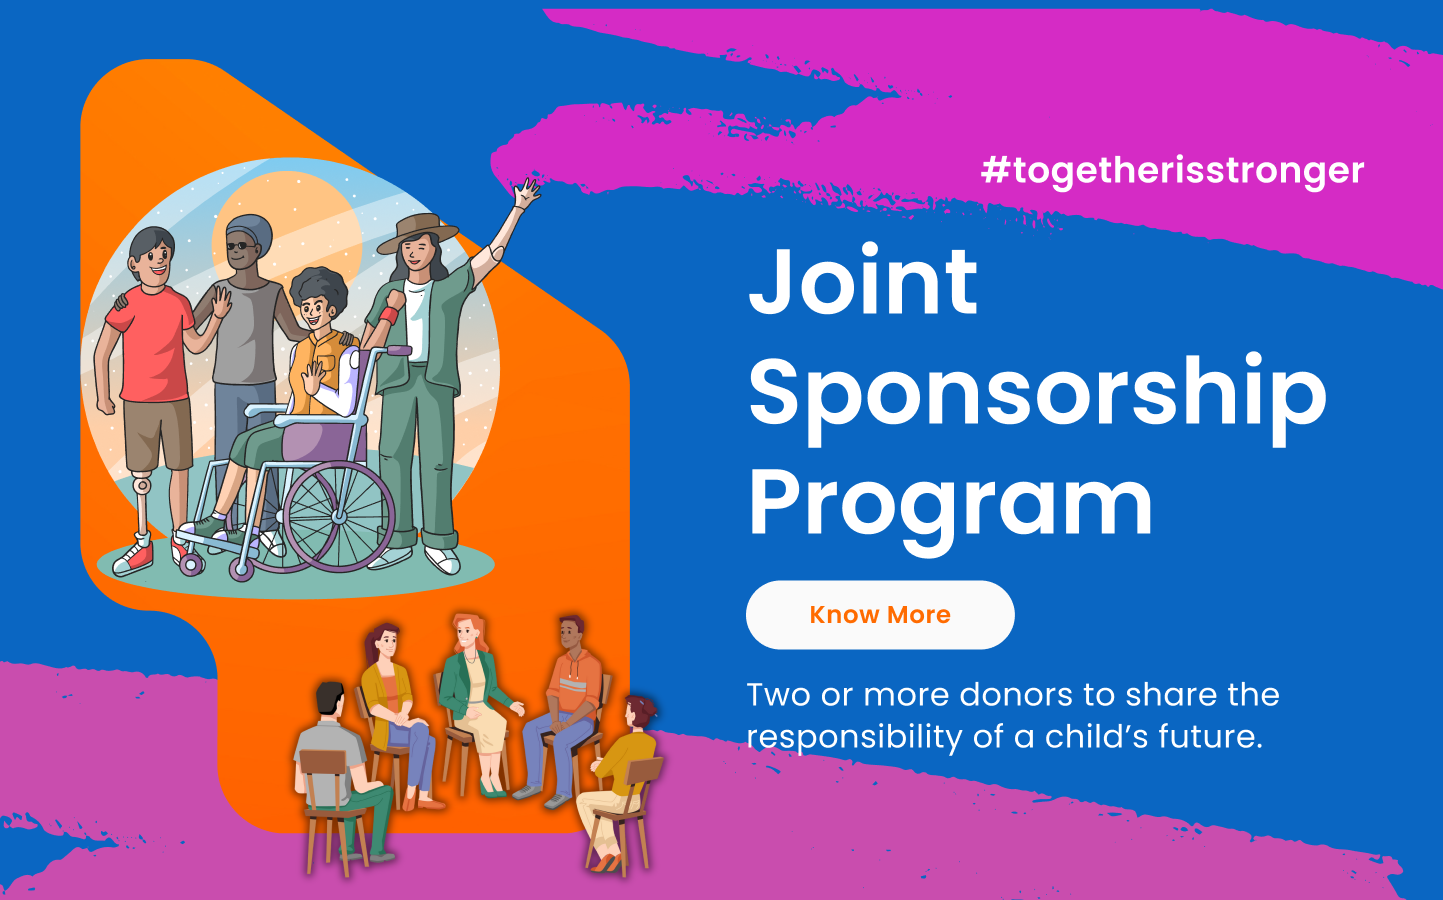 #togetherisstronger
Joint
Sponsorship
Program
Know More
Two or more donors to share the
responsibility of a child’s future.